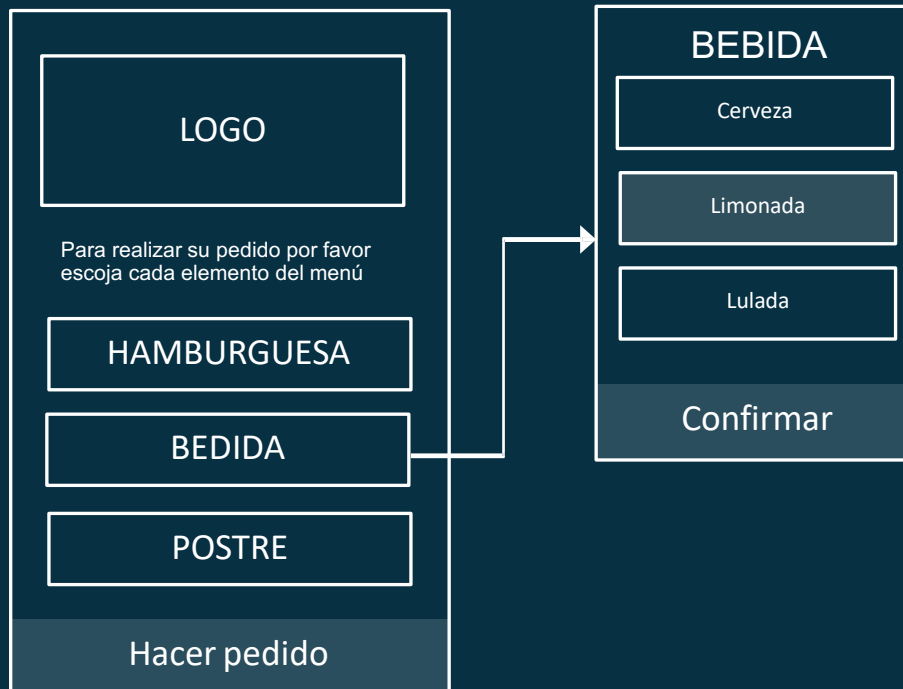 LOGO
Para realizar su pedido por favor
escoja cada elemento del menú
HAMBURGUESA
BEDIDA
POSTRE
Hacer pedido
BEBIDA
Cerveza
Limonada
Lulada
Confirmar